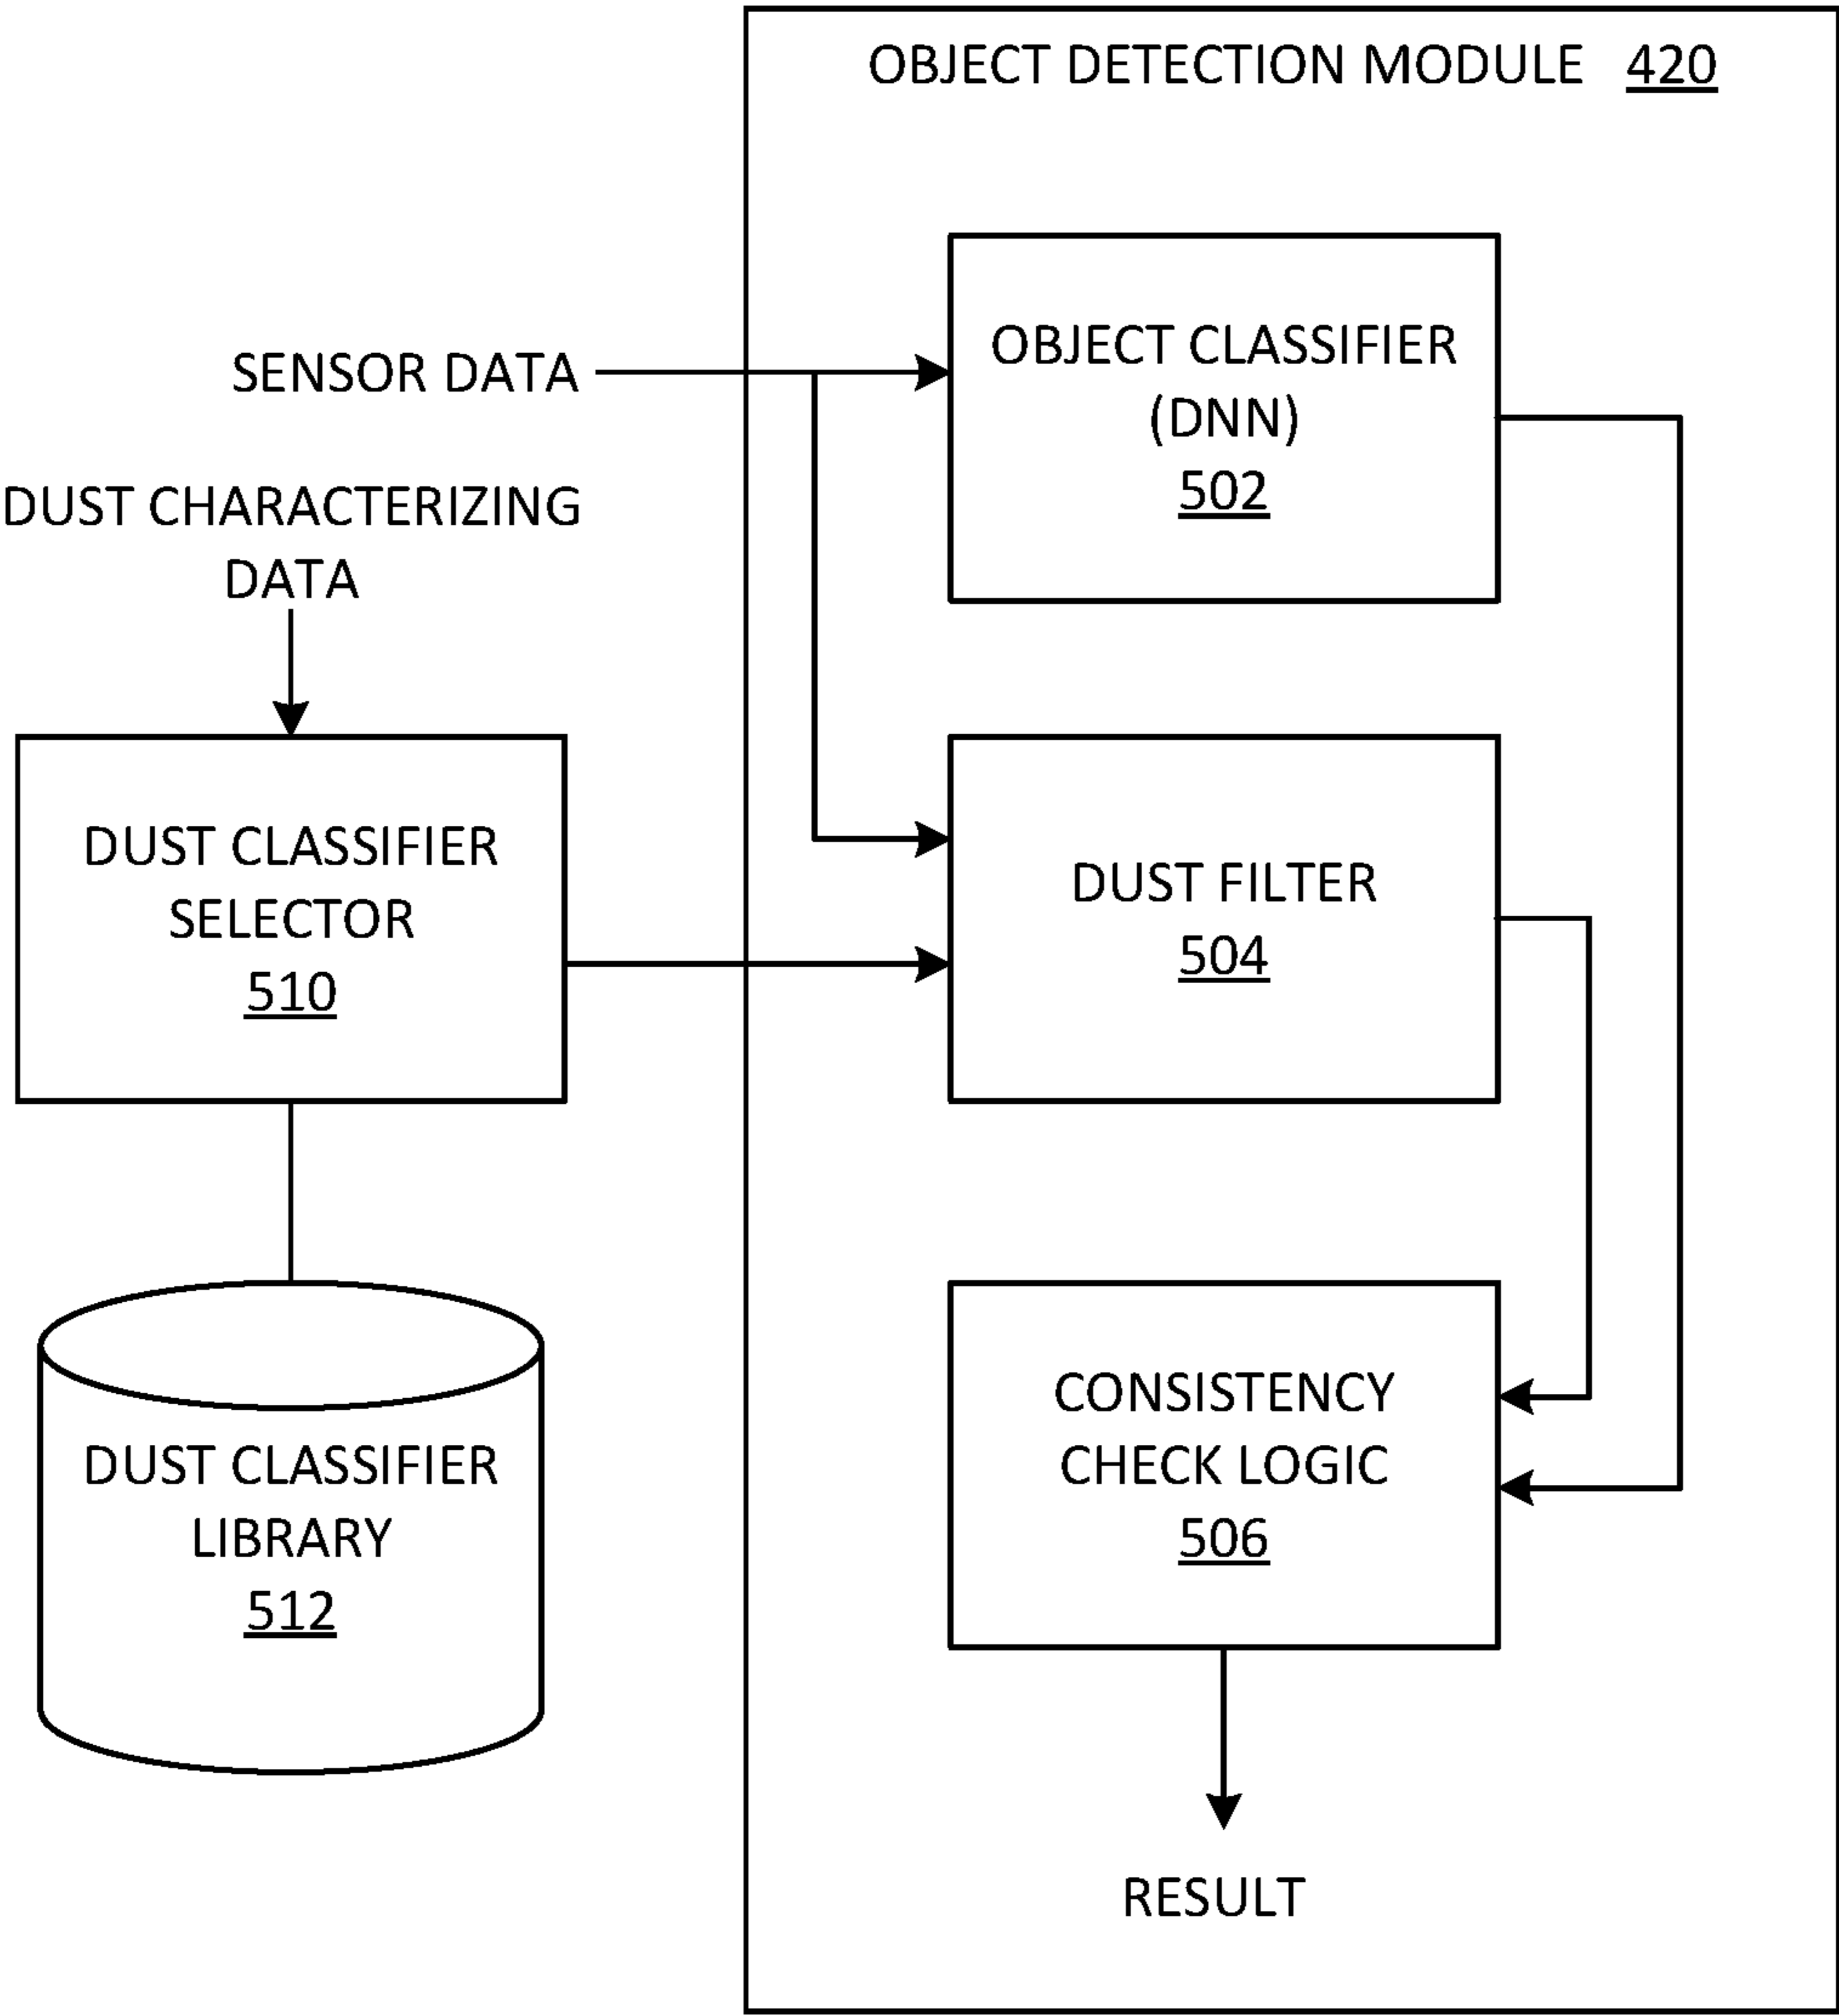 OBJECT DETECTION MODULE 420
SENSOR DATA
OBJECT CLASSIFIER
(DNN)
502
DUST CHARACTERIZING
DATA
DUST CLASSIFIER
SELECTOR
510
DUST FILTER
504
DUST CLASSIFIER
LIBRARY
512
CONSISTENCY
CHECK LOGIC
506
RESULT